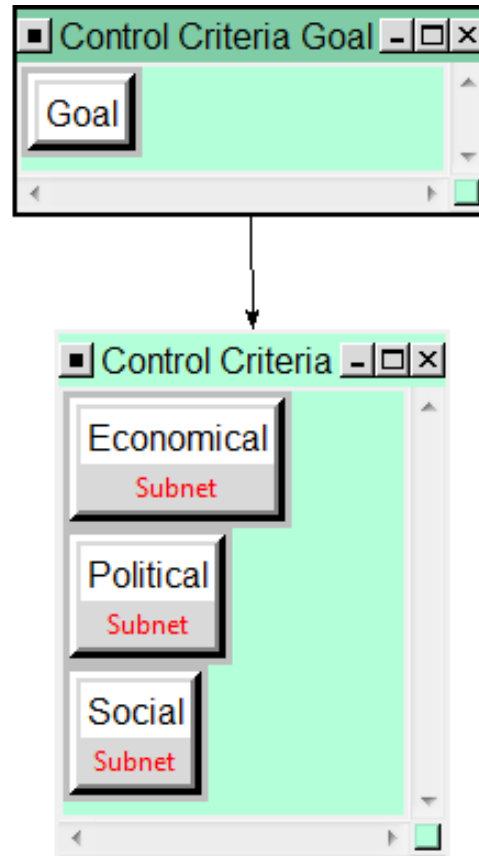 Control Criteria Goal
Goal
Control Criteria
Economical
Subnet
Political
Subnet
Social
Subnet